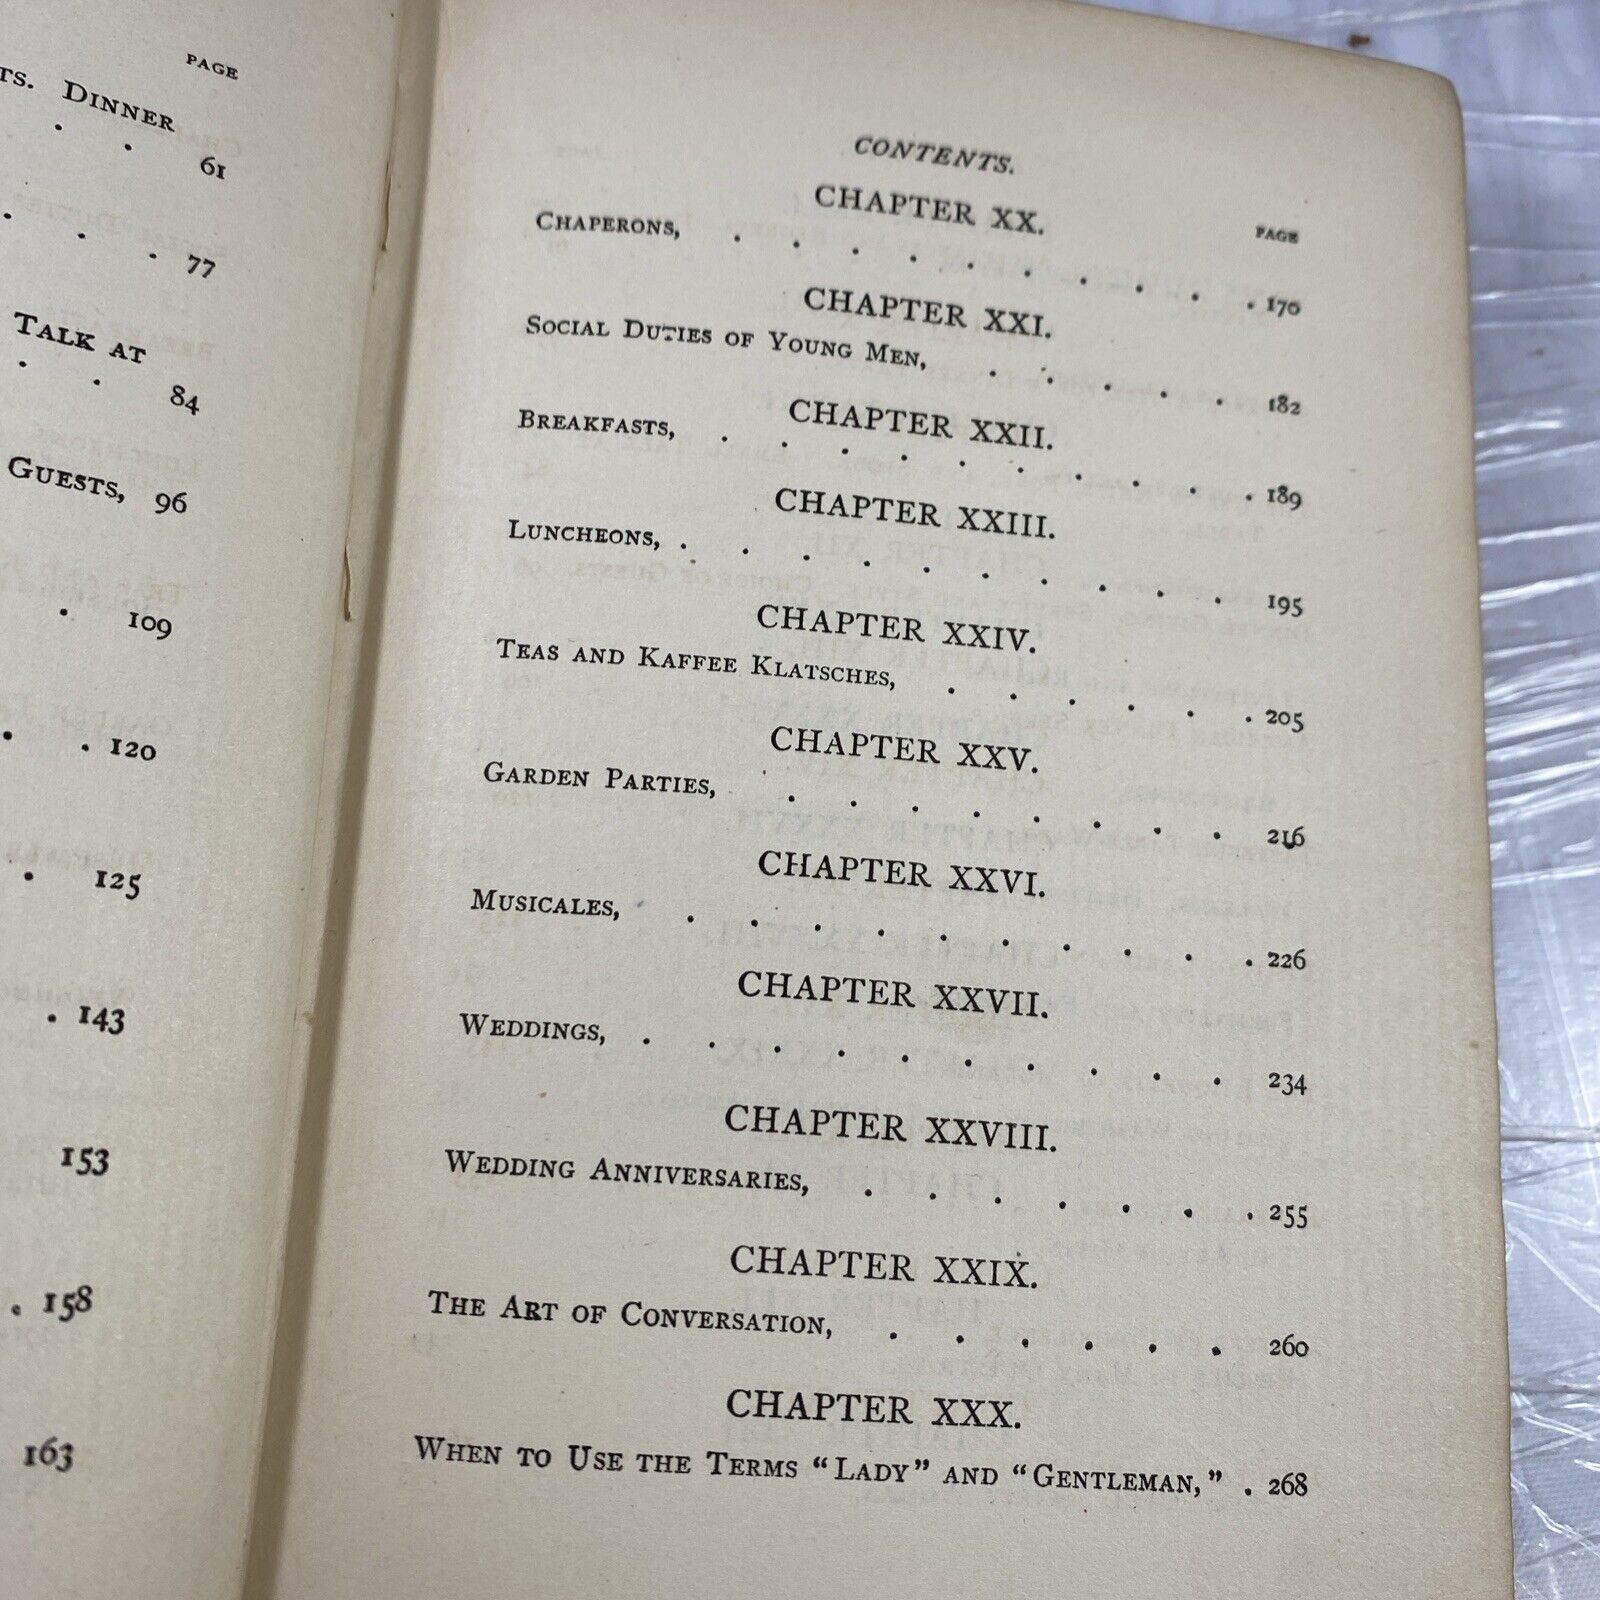 PAGE
TS. DINNER
. . 61
. . . 77
TALK AT
. . 84
GUESTS, 96
. 109
. . 120
. 125
. 143
153
. 158
163
CONTENTS.
CHAPTER XX.
PAGE
CHAPERONS, . . . . . . . . . . 170
CHAPTER XXI.
SOCIAL DUTIES OF YOUNG MEN, . . . . . 182
CHAPTER XXII.
BREAKFASTS, . . . . . . . . . . 189
CHAPTER XXIII.
LUNCHEONS, . . . . . . . . . . 195
CHAPTER XXIV.
TEAS AND KAFFEE KLATSCHES, . . . . . . 205
CHAPTER XXV.
GARDEN PARTIES, . . . . . . . . 216
CHAPTER XXVI.
MUSICALES, . . . . . . . . . . 226
CHAPTER XXVII.
WEDDINGS, . . . . . . . . . . 234
CHAPTER XXVIII.
WEDDING ANNIVERSARIES, . . . . . . . 255
CHAPTER XXIX.
THE ART OF CONVERSATION, . . . . . . 260
CHAPTER XXX.
WHEN TO USE THE TERMS “LADY” AND “GENTLEMAN,” . 268